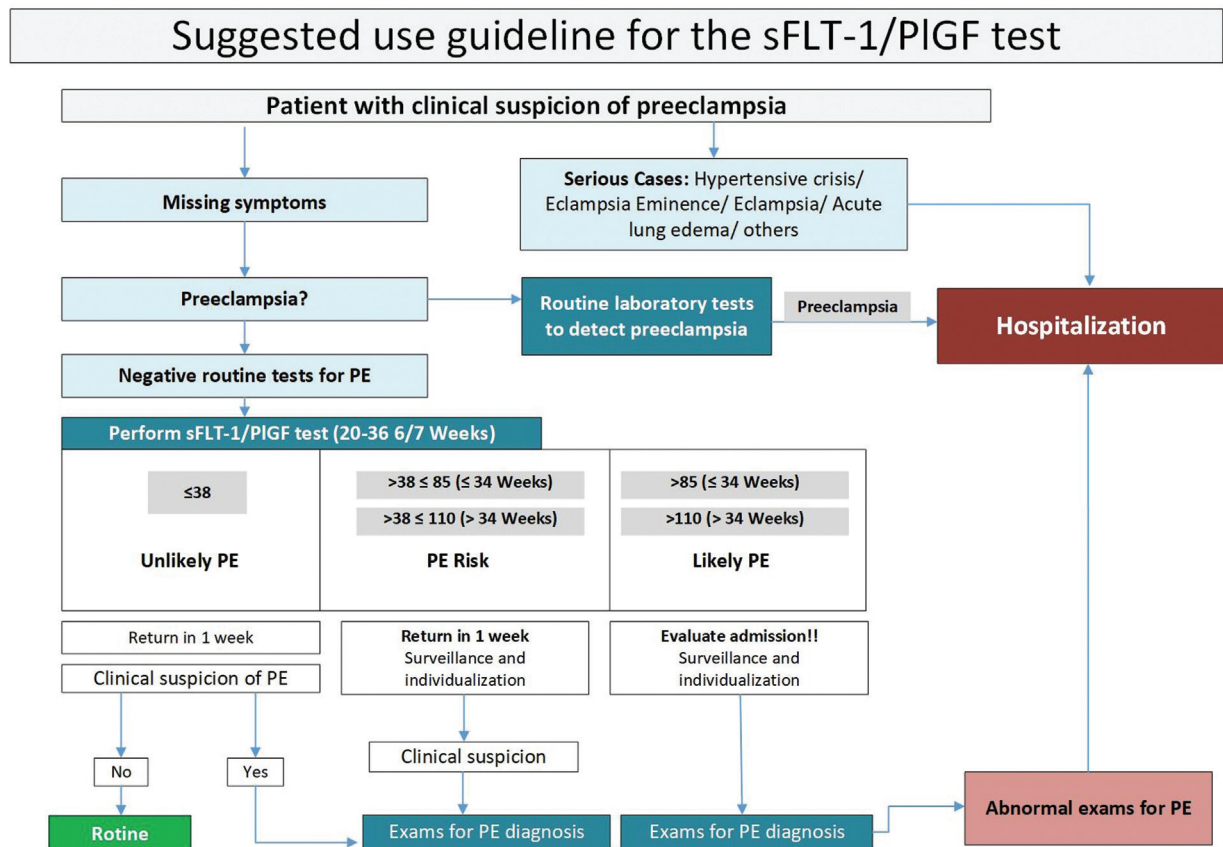 Suggested use guideline for the sFLT-1/PlGF test
Patient with clinical suspicion of preeclampsia
Missing symptoms
Serious Cases: Hypertensive crisis/
Eclampsia Eminence/ Eclampsia/ Acute
lung edema/ others
Preeclampsia?
Routine laboratory tests
to detect preeclampsia
Preeclampsia
Hospitalization
Negative routine tests for PE
Perform sFLT-1/PlGF test (20-36 6/7 Weeks)
≤38
Unlikely PE
>38 ≤ 85 (≤ 34 Weeks)
>38 ≤ 110 (> 34 Weeks)
PE Risk
>85 (≤ 34 Weeks)
>110 (> 34 Weeks)
Likely PE
Return in 1 week
Clinical suspicion of PE
No
Yes
Rotine
Return in 1 week
Surveillance and
individualization
Clinical suspicion
Exams for PE diagnosis
Evaluate admission!!
Surveillance and
individualization
Exams for PE diagnosis
Abnormal exams for PE